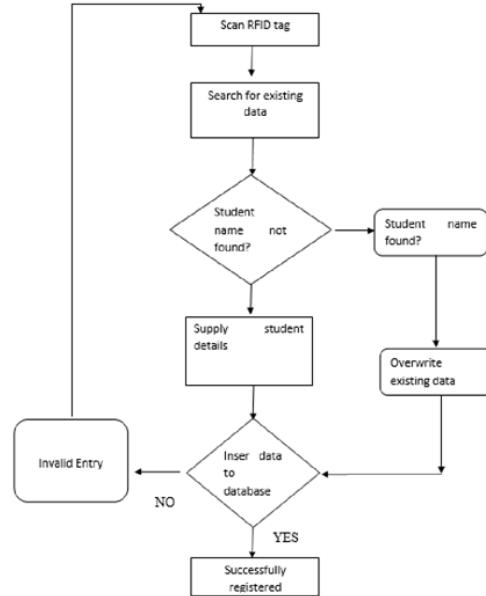 Scan RFID tag
Search for existing
data
Student
name not
found?
Student name
found?
Supply student
details
Overwrite
existing data
Inser data
to
database
Invalid Entry
NO
YES
Successfully
registered